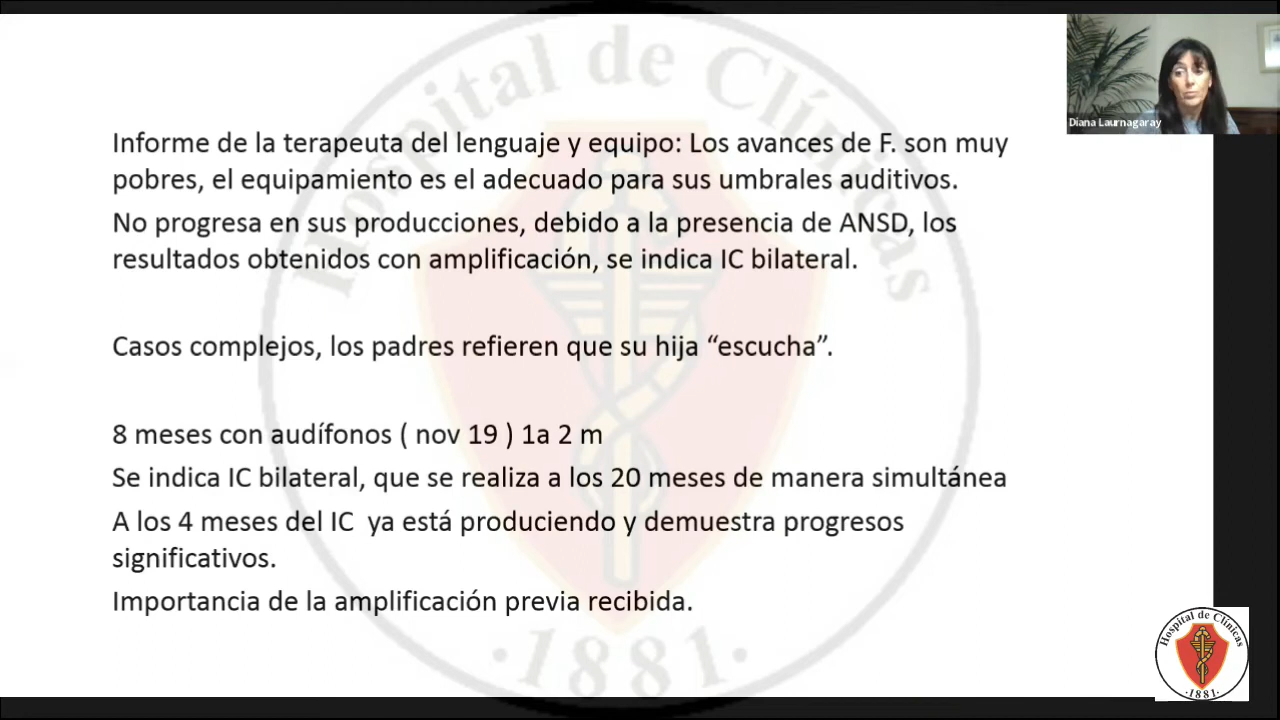 Hospital de Clínicas
Diana Laurnagaray
Informe de la terapeuta del lenguaje y equipo: Los avances de F. son muy
pobres, el equipamiento es el adecuado para sus umbrales auditivos.
No progresa en sus producciones, debido a la presencia de ANSD, los
resultados obtenidos con amplificación, se indica IC bilateral.
Casos complejos, los padres refieren que su hija “escucha”.
8 meses con audífonos ( nov 19 ) 1a 2 m
Se indica IC bilateral, que se realiza a los 20 meses de manera simultánea
A los 4 meses del IC ya está produciendo y demuestra progresos
significativos.
Importancia de la amplificación previa recibida.
·1881·
Hospital de Clínicas
·1881·